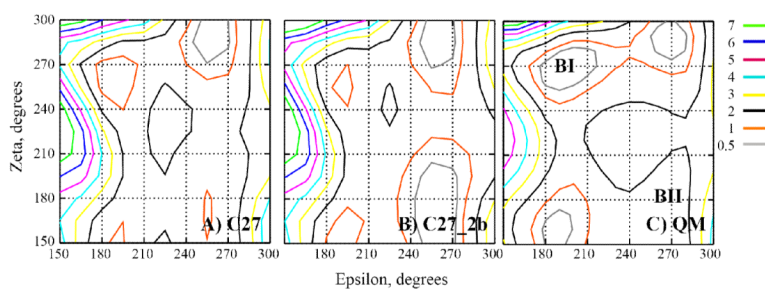 300
270
240
210
180
150
Zeta, degrees
A) C27
150 180 210 240 270 300
B) C27_2b
180 210 240 270 300
BI
BII
C) QM
180 210 240 270 300
Epsilon, degrees
7
6
5
4
3
2
1
0.5